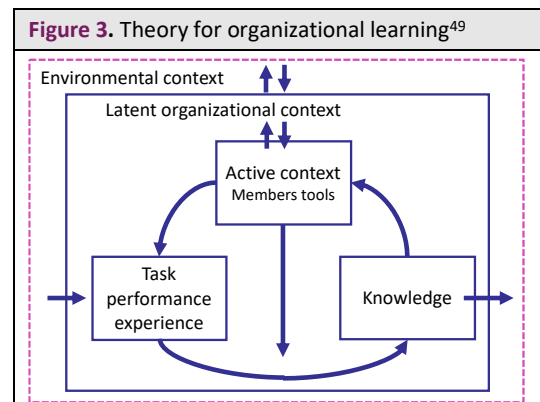 Figure 3. Theory for organizational learning⁴⁹
Environmental context
Latent organizational context
Active context
Members tools
Task
performance
experience
Knowledge